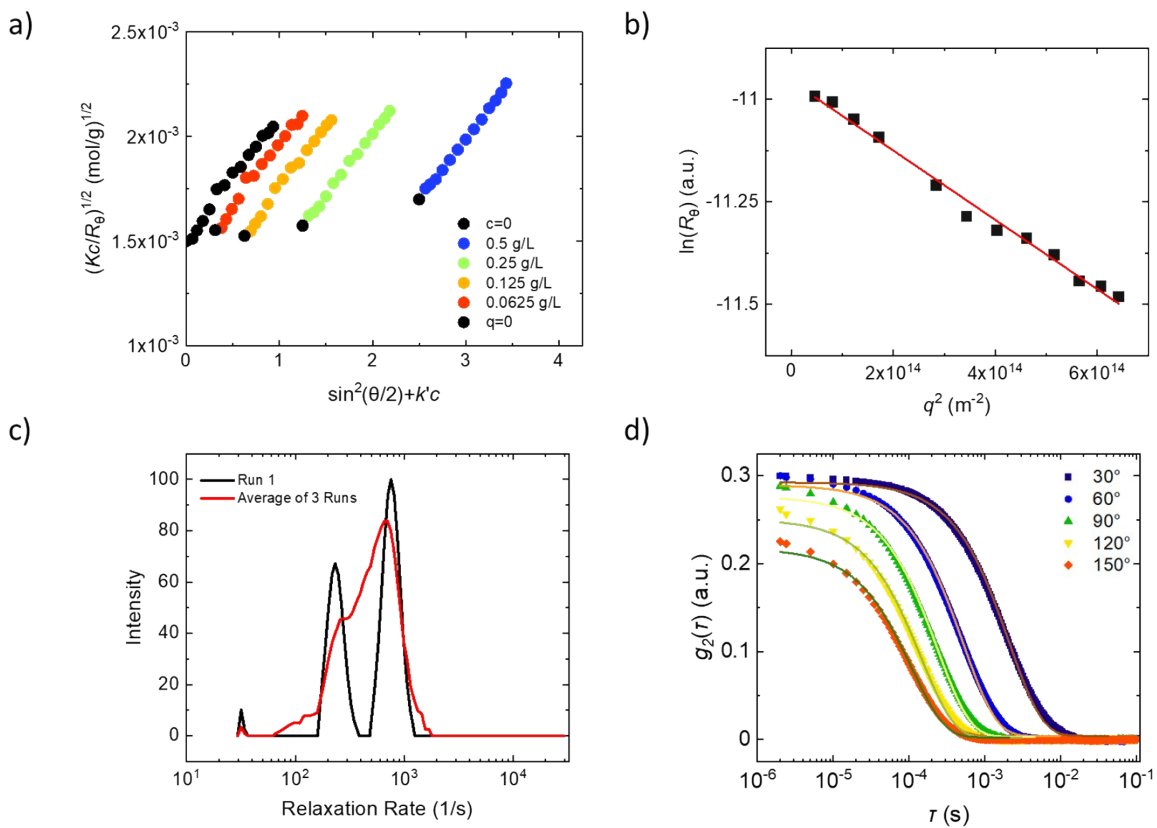 a)
2.5x10⁻³
2x10⁻³
1.5x10⁻³
1x10⁻³
(Kc/Rθ)¹ᐟ² (mol/g)¹ᐟ²
0 1 2 3 4
sin²(θ/2)+k'c
c=0
0.5 g/L
0.25 g/L
0.125 g/L
0.0625 g/L
q=0
b)
-11
-11.25
-11.5
ln(Rθ) (a.u.)
0 2x10¹⁴ 4x10¹⁴ 6x10¹⁴
q² (m⁻²)
c)
100
80
60
40
20
0
Intensity
Run 1
Average of 3 Runs
10¹ 10² 10³ 10⁴
Relaxation Rate (1/s)
d)
0.3
0.2
0.1
0
g₂(τ) (a.u.)
30°
60°
90°
120°
150°
10⁻⁶ 10⁻⁵ 10⁻⁴ 10⁻³ 10⁻² 10⁻¹
τ (s)